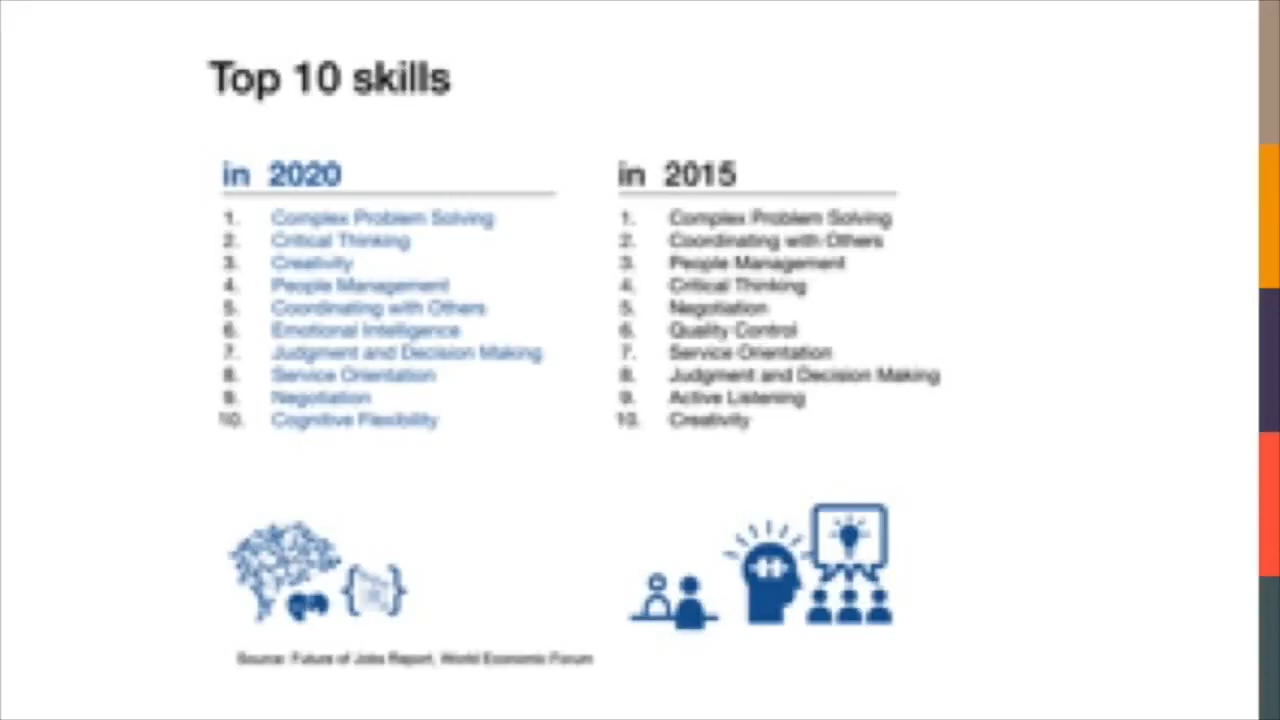 Top 10 skills
in 2020
1. Complex Problem Solving
2. Critical Thinking
3. Creativity
4. People Management
5. Coordinating with Others
6. Emotional Intelligence
7. Judgment and Decision Making
8. Service Orientation
9. Negotiation
10. Cognitive Flexibility
in 2015
1. Complex Problem Solving
2. Coordinating with Others
3. People Management
4. Critical Thinking
5. Negotiation
6. Quality Control
7. Service Orientation
8. Judgment and Decision Making
9. Active Listening
10. Creativity
Source: Future of Jobs Report, World Economic Forum